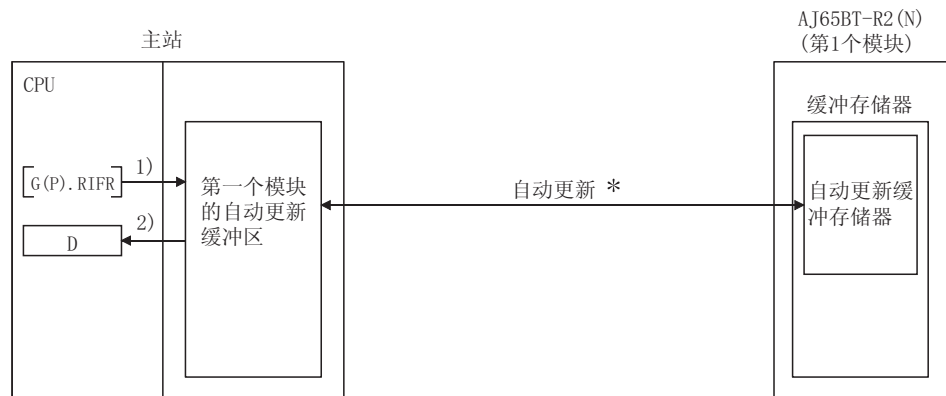 主站
CPU
G(P).RIFR
1)
D
2)
第一个模块
的自动更新
缓冲区
自动更新 *
AJ65BT-R2(N)
(第1个模块)
缓冲存储器
自动更新缓
冲存储器